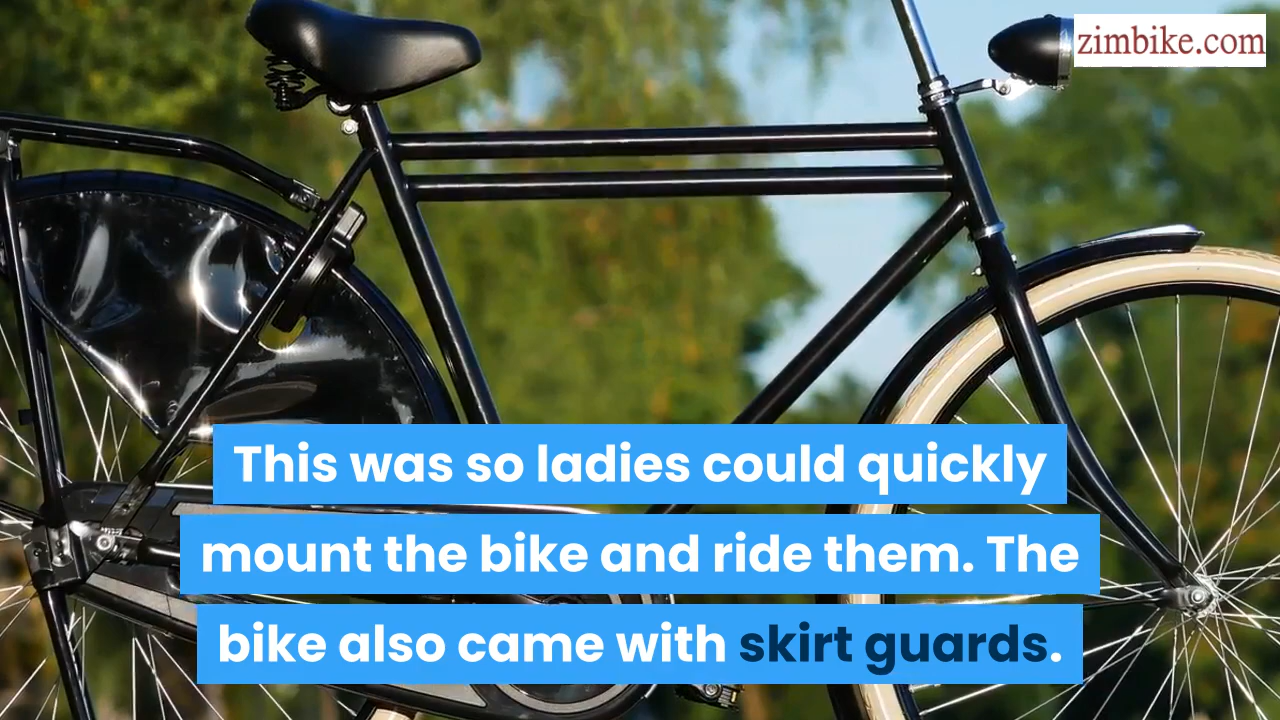 zimbike.com
This was so ladies could quickly
mount the bike and ride them. The
bike also came with skirt guards.